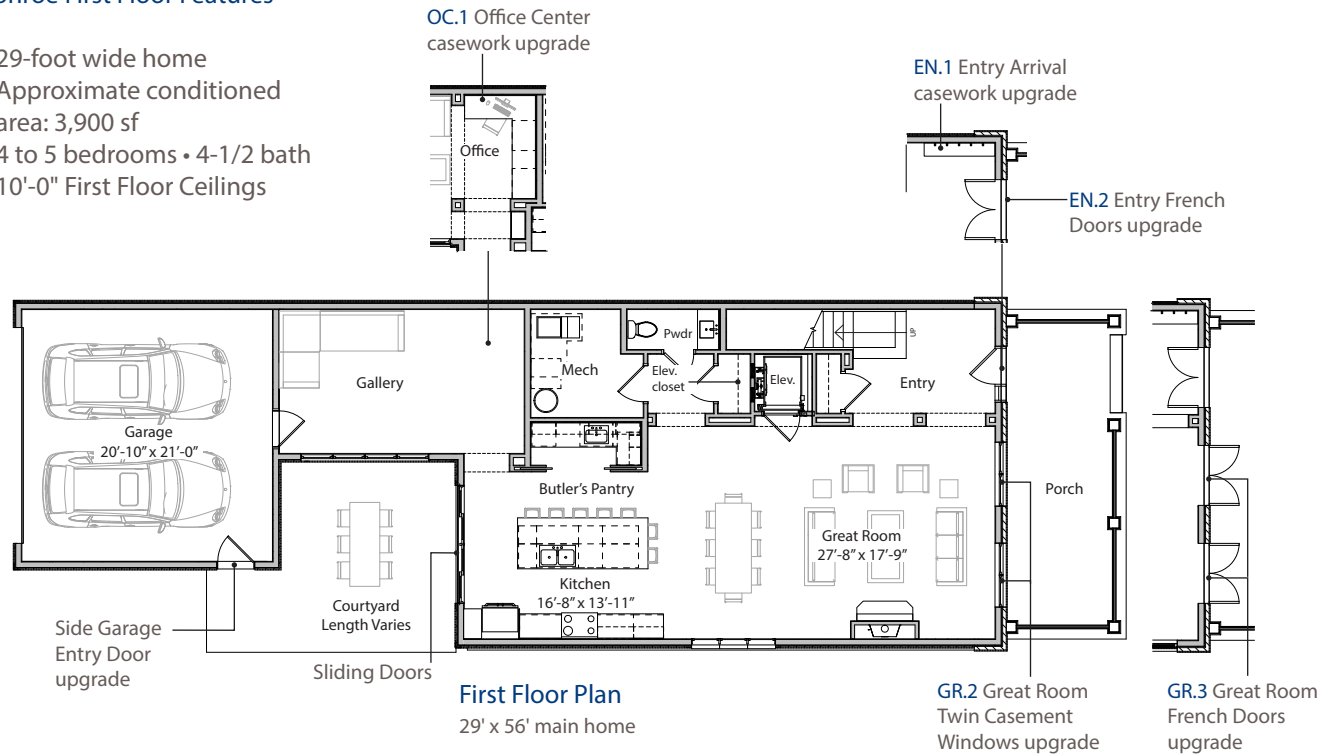 First Floor Features
29-foot wide home
Approximate conditioned
area: 3,900 sf
4 to 5 bedrooms • 4-1/2 bath
10'-0" First Floor Ceilings
OC.1 Office Center
casework upgrade
Office
EN.1 Entry Arrival
casework upgrade
EN.2 Entry French
Doors upgrade
Garage
20'-10" x 21'-0"
Gallery
Mech
Pwdr
Elev.
closet
Elev.
UP
Entry
Porch
Butler's Pantry
Great Room
27'-8" x 17'-9"
Kitchen
16'-8" x 13'-11"
Courtyard
Length Varies
Side Garage
Entry Door
upgrade
Sliding Doors
First Floor Plan
29' x 56' main home
GR.2 Great Room
Twin Casement
Windows upgrade
GR.3 Great Room
French Doors
upgrade